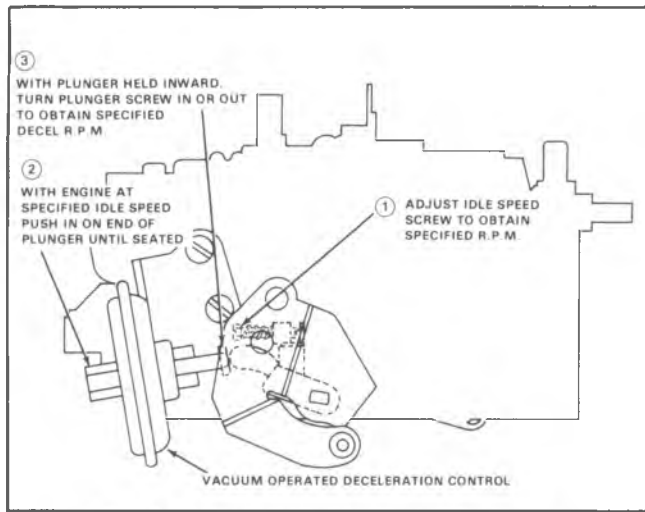 3
WITH PLUNGER HELD INWARD.
TURN PLUNGER SCREW IN OR OUT
TO OBTAIN SPECIFIED
DECEL R P M
2
WITH ENGINE AT
SPECIFIED IDLE SPEED
PUSH IN ON END OF
PLUNGER UNTIL SEATED
1
ADJUST IDLE SPEED
SCREW TO OBTAIN
SPECIFIED R.P.M.
VACUUM OPERATED DECELERATION CONTROL